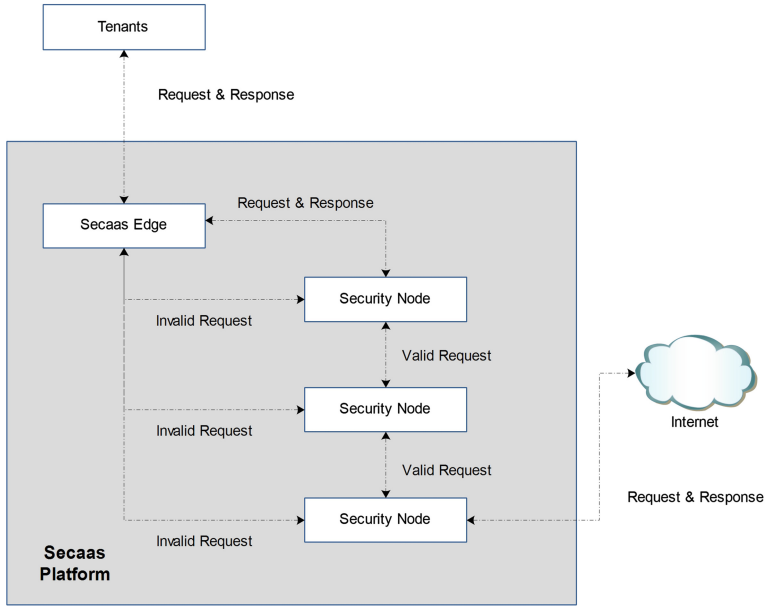 Tenants
Request & Response
Request & Response
Secaas Edge
Security Node
Invalid Request
Valid Request
Security Node
Internet
Invalid Request
Valid Request
Request & Response
Security Node
Invalid Request
Secaas
Platform